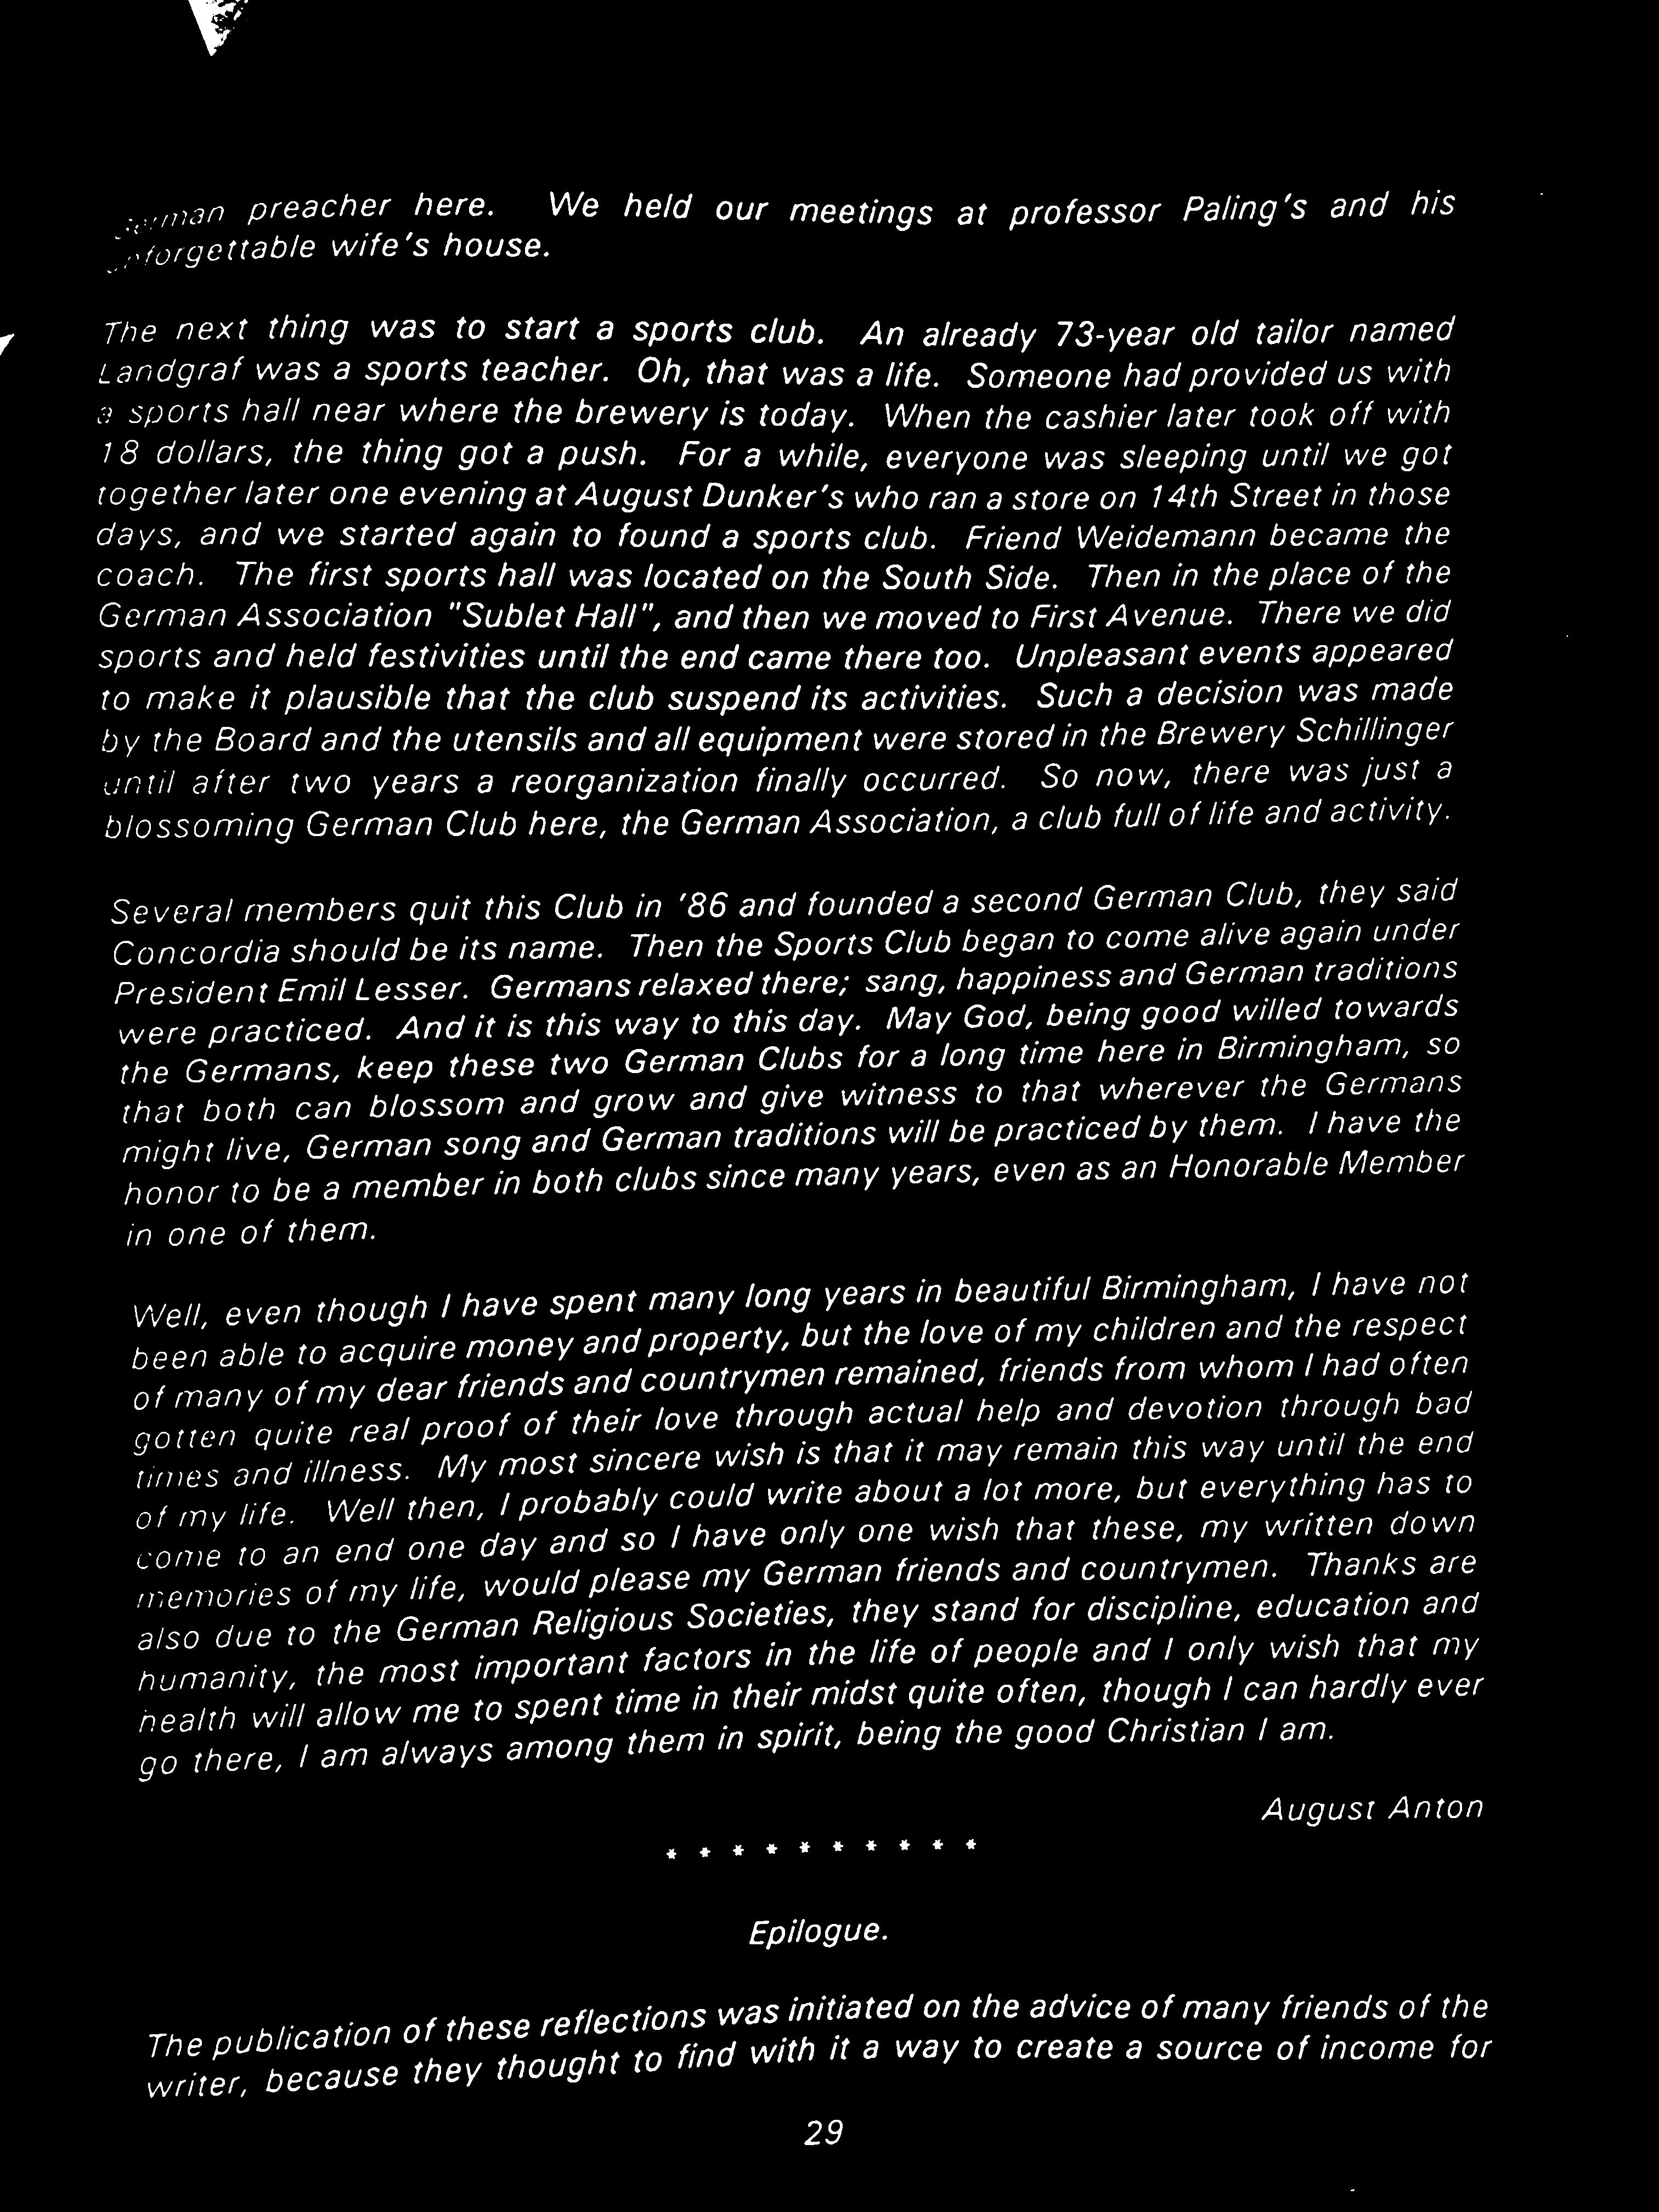 German preacher here. We held our meetings at professor Paling's and his
unforgettable wife's house.
The next thing was to start a sports club. An already 73-year old tailor named
Landgraf was a sports teacher. Oh, that was a life. Someone had provided us with
a sports hall near where the brewery is today. When the cashier later took off with
18 dollars, the thing got a push. For a while, everyone was sleeping until we got
together later one evening at August Dunker's who ran a store on 14th Street in those
days, and we started again to found a sports club. Friend Weidemann became the
coach. The first sports hall was located on the South Side. Then in the place of the
German Association "Sublet Hall", and then we moved to First Avenue. There we did
sports and held festivities until the end came there too. Unpleasant events appeared
to make it plausible that the club suspend its activities. Such a decision was made
by the Board and the utensils and all equipment were stored in the Brewery Schillinger
until after two years a reorganization finally occurred. So now, there was just a
blossoming German Club here, the German Association, a club full of life and activity.
Several members quit this Club in '86 and founded a second German Club, they said
Concordia should be its name. Then the Sports Club began to come alive again under
President Emil Lesser. Germans relaxed there; sang, happiness and German traditions
were practiced. And it is this way to this day. May God, being good willed towards
the Germans, keep these two German Clubs for a long time here in Birmingham, so
that both can blossom and grow and give witness to that wherever the Germans
might live, German song and German traditions will be practiced by them. I have the
honor to be a member in both clubs since many years, even as an Honorable Member
in one of them.
Well, even though I have spent many long years in beautiful Birmingham, I have not
been able to acquire money and property, but the love of my children and the respect
of many of my dear friends and countrymen remained, friends from whom I had often
gotten quite real proof of their love through actual help and devotion through bad
times and illness. My most sincere wish is that it may remain this way until the end
of my life. Well then, I probably could write about a lot more, but everything has to
come to an end one day and so I have only one wish that these, my written down
memories of my life, would please my German friends and countrymen. Thanks are
also due to the German Religious Societies, they stand for discipline, education and
humanity, the most important factors in the life of people and I only wish that my
health will allow me to spent time in their midst quite often, though I can hardly ever
go there, I am always among them in spirit, being the good Christian I am.
August Anton
* * * * * * * * * *
Epilogue.
The publication of these reflections was initiated on the advice of many friends of the
writer, because they thought to find with it a way to create a source of income for
29